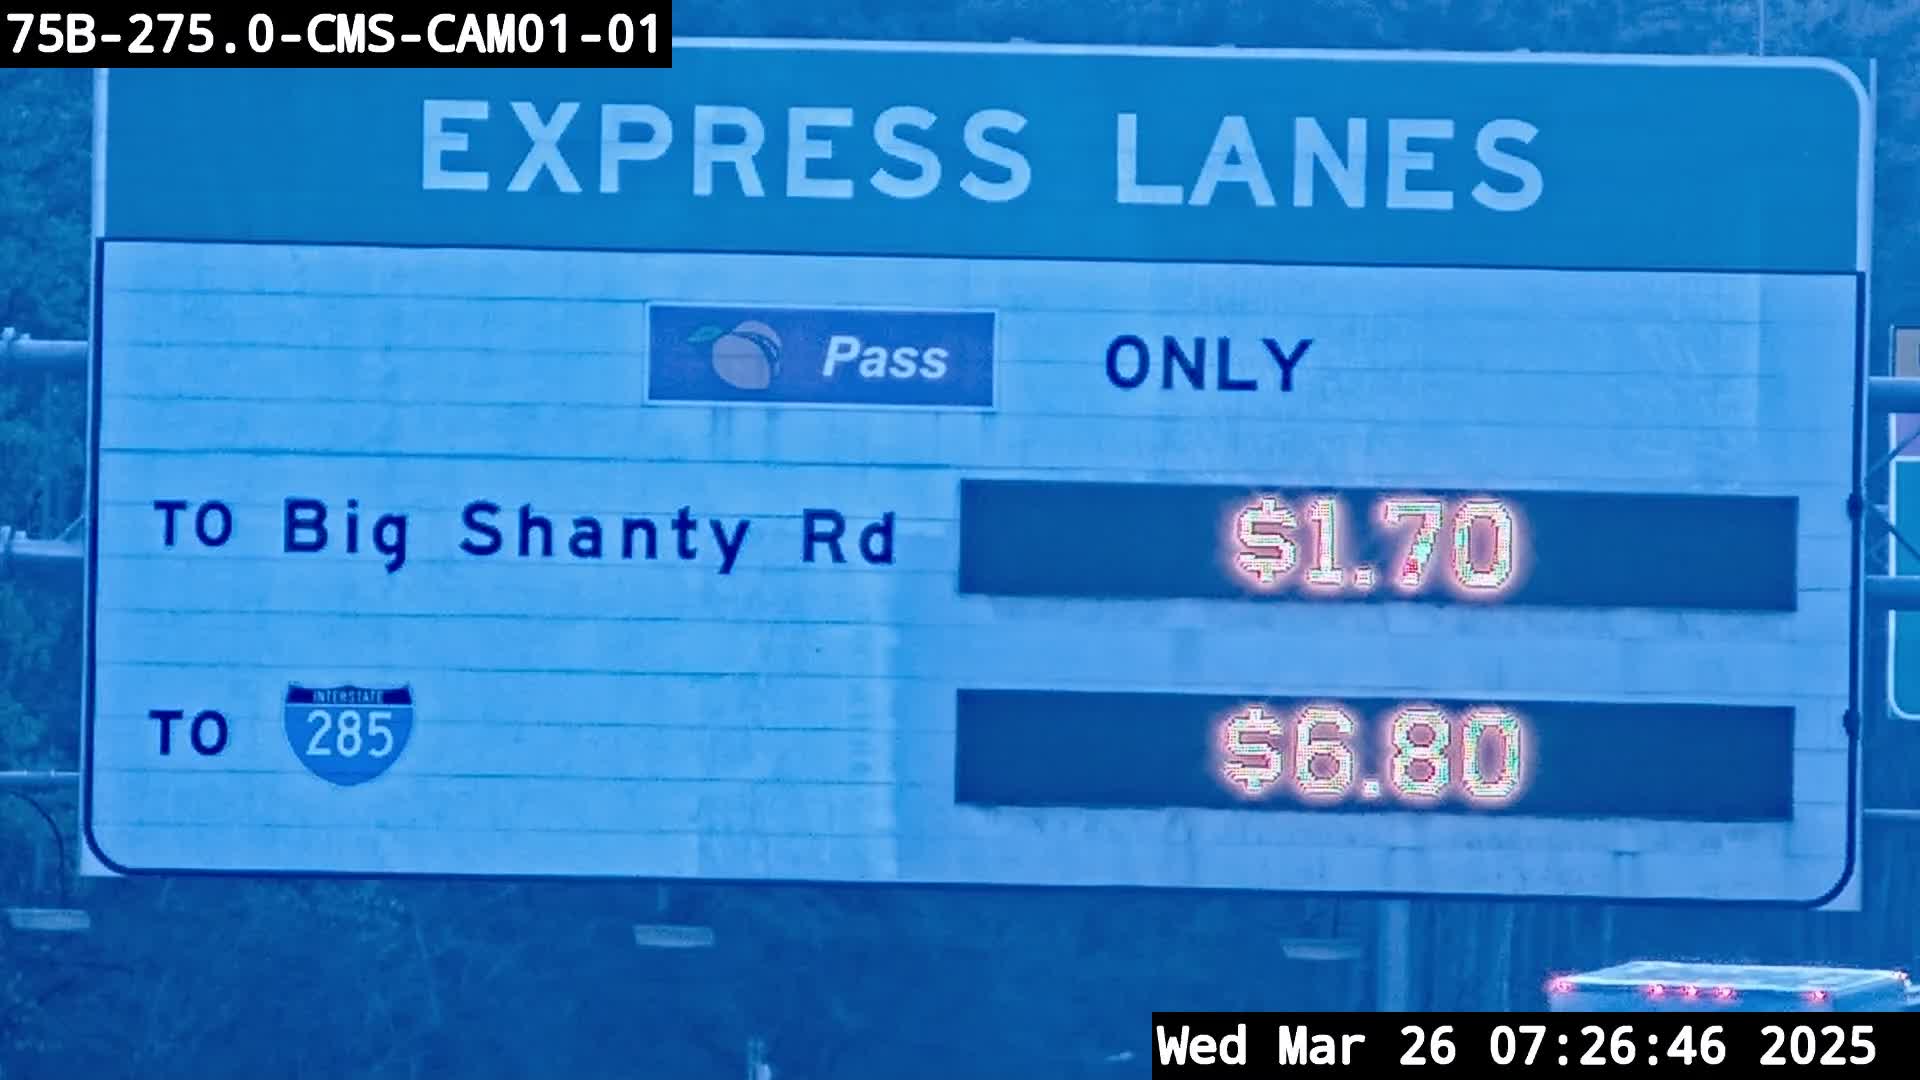 75B-275.0-CMS-CAM01-01
EXPRESS LANES
Pass ONLY
TO Big Shanty Rd $1.70
INTERSTATE
TO 285 $6.80
Wed Mar 26 07:26:46 2025